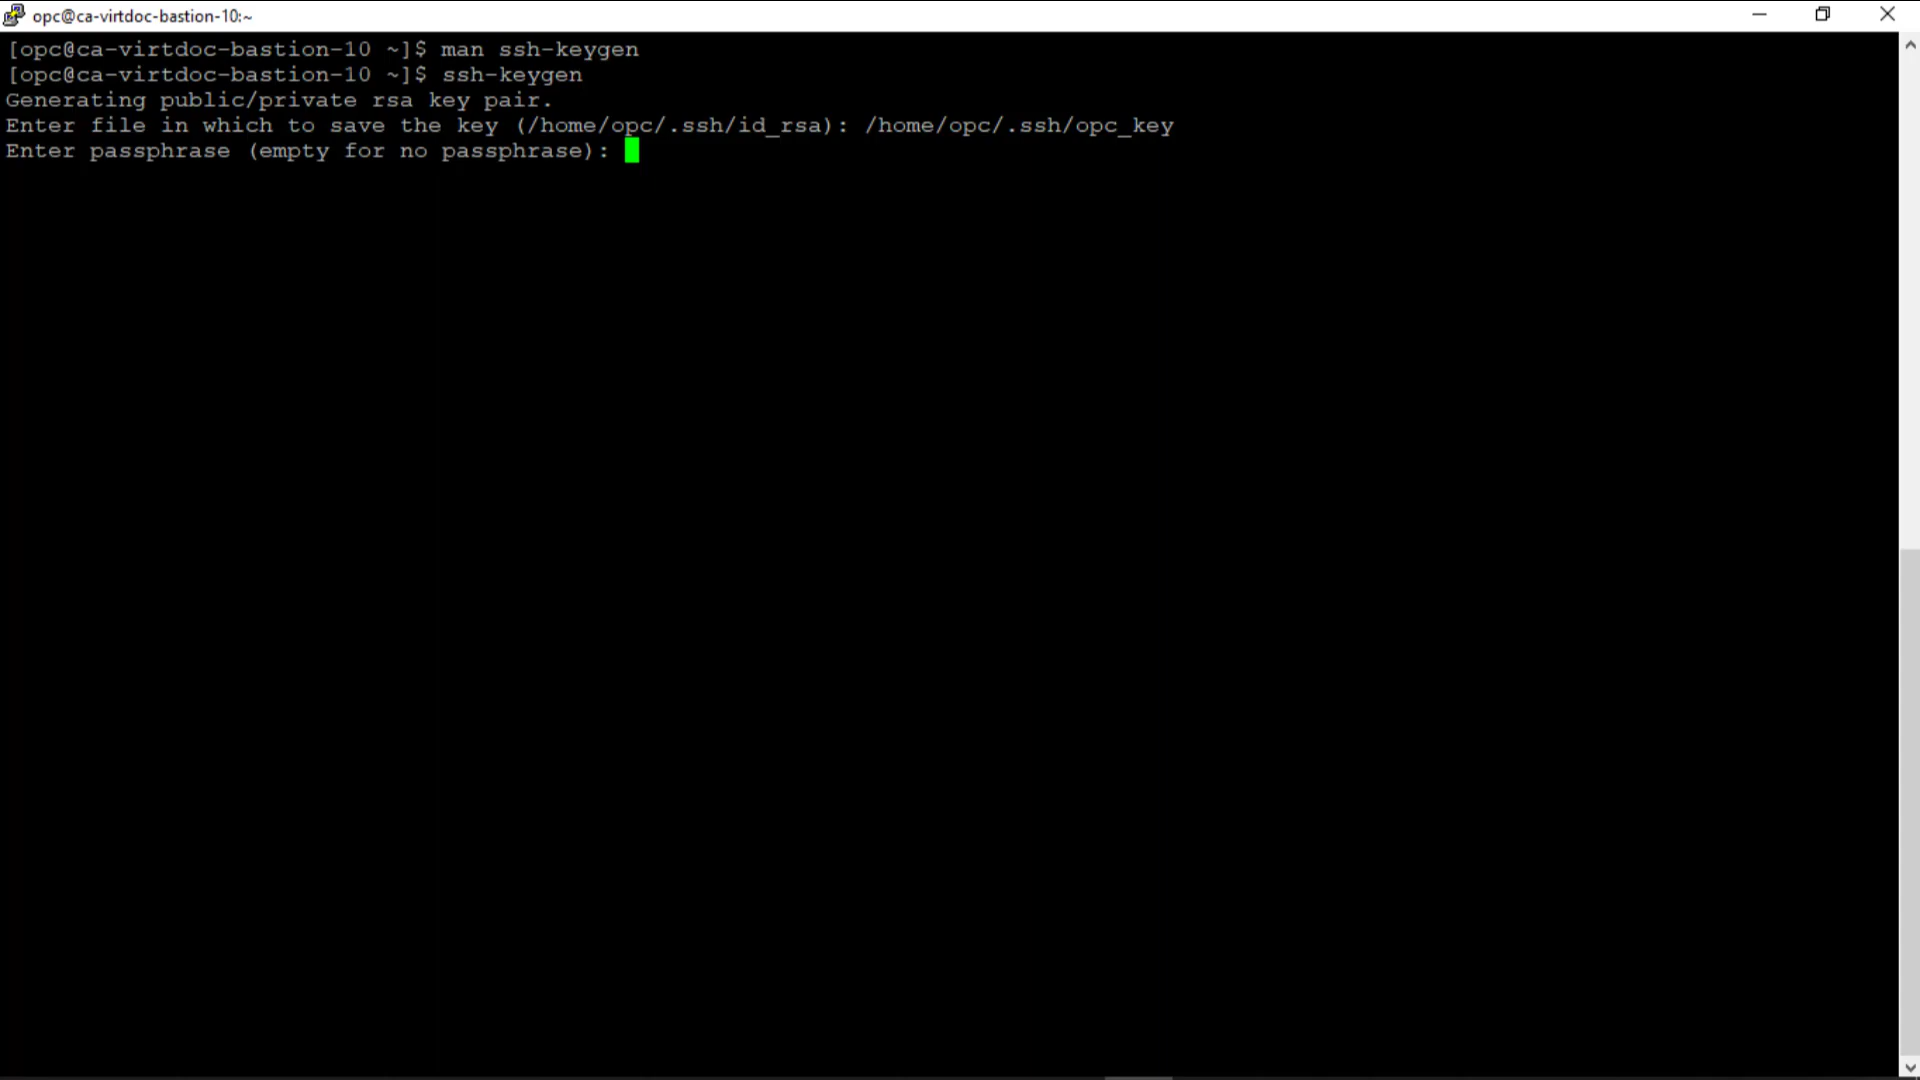 opc@ca-virtdoc-bastion-10:~
[opc@ca-virtdoc-bastion-10 ~]$ man ssh-keygen
[opc@ca-virtdoc-bastion-10 ~]$ ssh-keygen
Generating public/private rsa key pair.
Enter file in which to save the key (/home/opc/.ssh/id_rsa): /home/opc/.ssh/opc_key
Enter passphrase (empty for no passphrase):